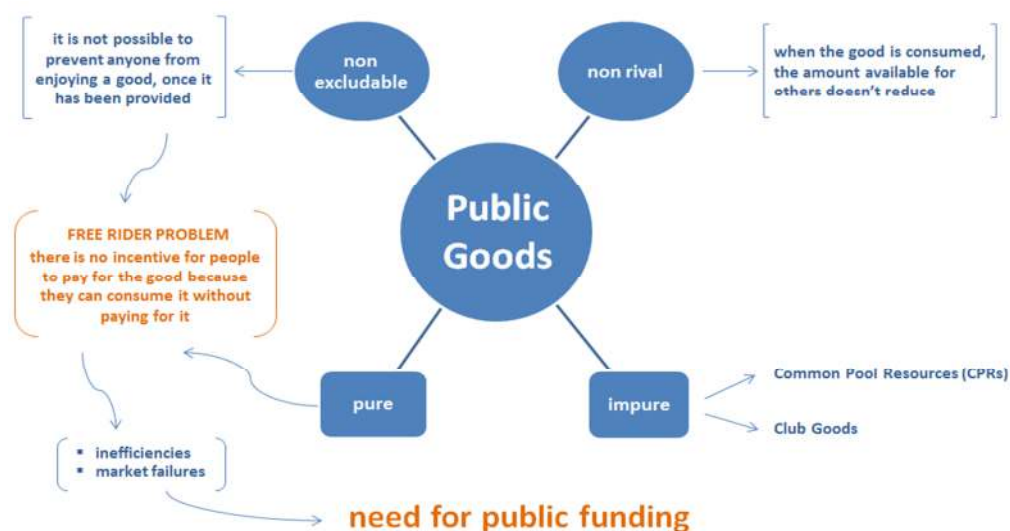 it is not possible to
prevent anyone from
enjoying a good, once it
has been provided
non
excludable
non rival
when the good is consumed,
the amount available for
others doesn't reduce
Public
Goods
FREE RIDER PROBLEM
there is no incentive for people
to pay for the good because
they can consume it without
paying for it
pure
impure
Common Pool Resources (CPRs)
Club Goods
▪ inefficiencies
▪ market failures
need for public funding